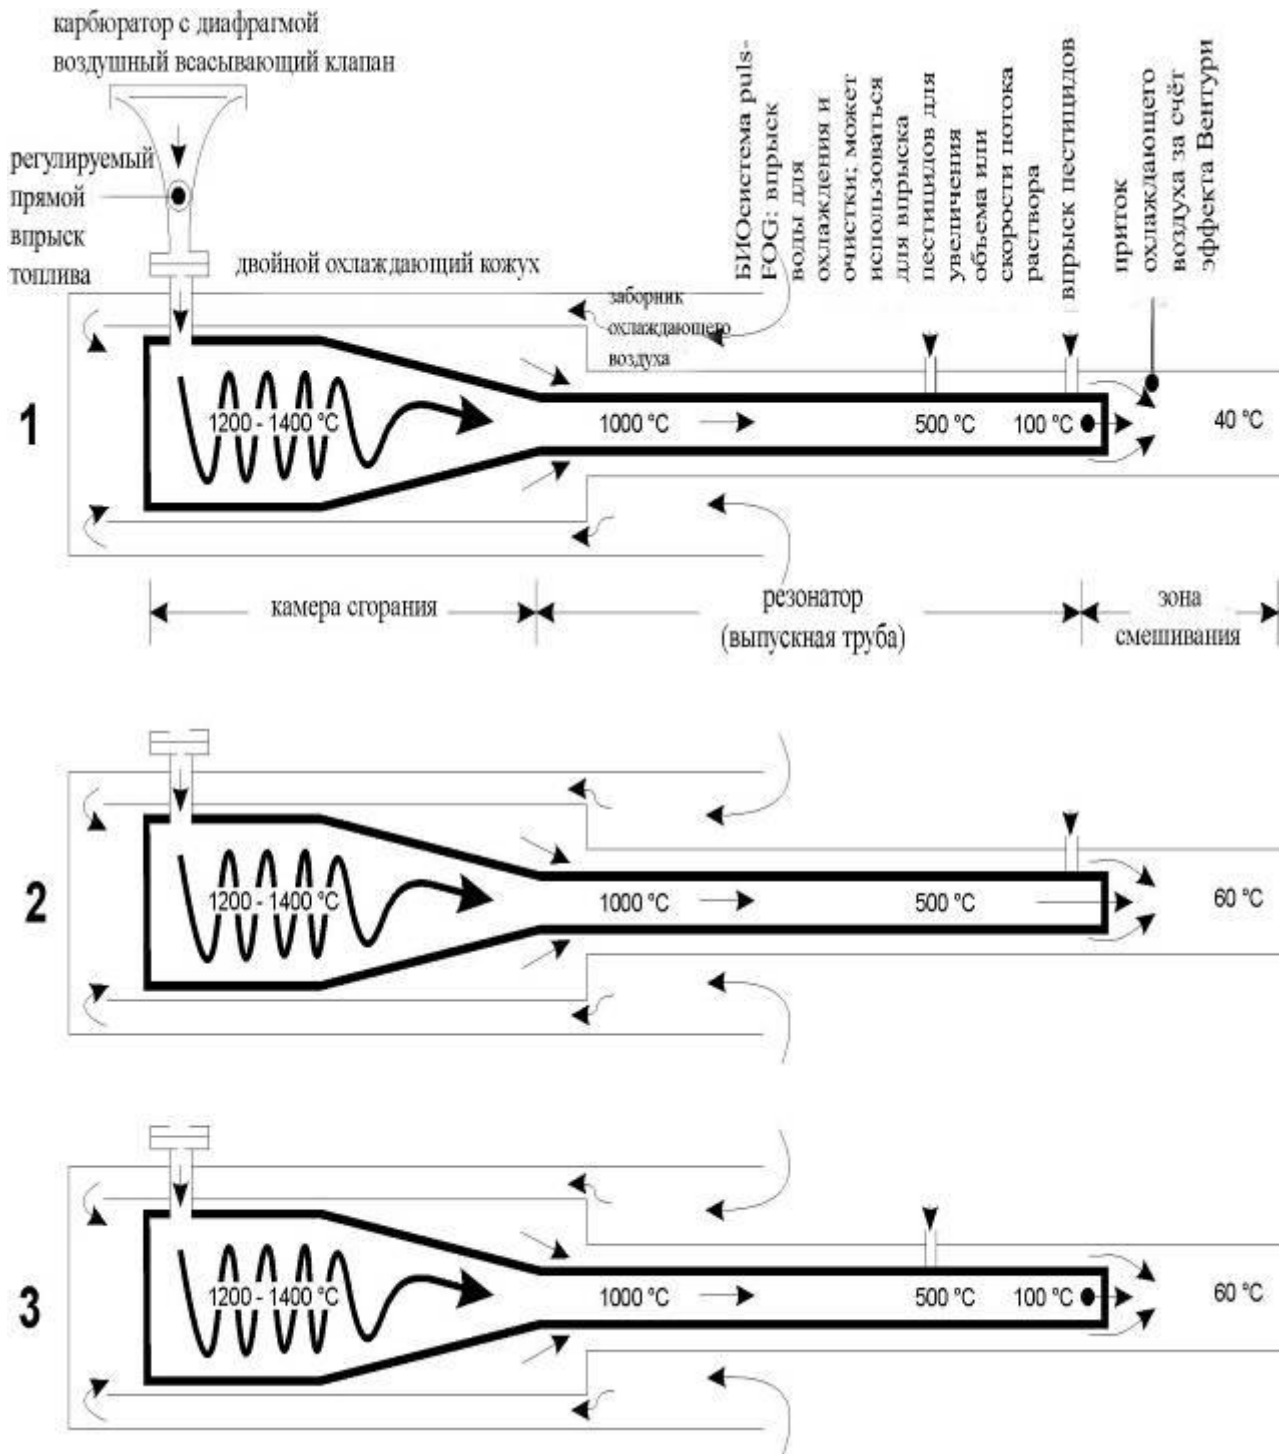 карбюратор с диафрагмой
воздушный всасывающий клапан
регулируемый
прямой
впрыск
топлива
двойной охлаждающий кожух
заборник
охлаждающего
воздуха
БИОсистема puls-
FOG: впрыск
воды для
охлаждения и
очистки; может
использоваться
для впрыска
пестицидов для
увеличения
объема или
скорости потока
раствора
впрыск пестицидов
приток
охлаждающего
воздуха за счёт
эффекта Вентури
1
1200 - 1400 °C
1000 °C
500 °C
100 °C
40 °C
камера сгорания
резонатор
(выпускная труба)
зона
смешивания
2
1200 - 1400 °C
1000 °C
500 °C
60 °C
3
1200 - 1400 °C
1000 °C
500 °C
100 °C
60 °C